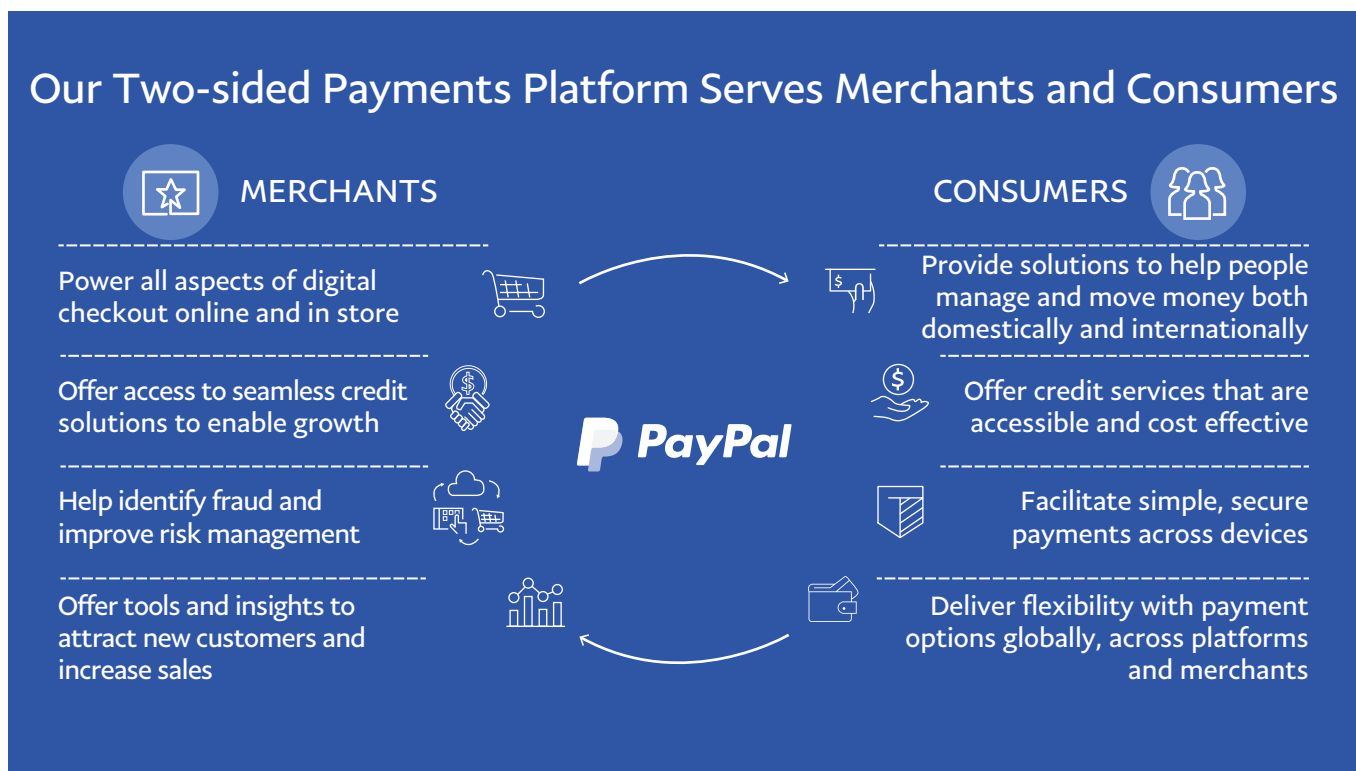 Our Two-sided Payments Platform Serves Merchants and Consumers
MERCHANTS
Power all aspects of digital
checkout online and in store
Offer access to seamless credit
solutions to enable growth
Help identify fraud and
improve risk management
Offer tools and insights to
attract new customers and
increase sales
PayPal
CONSUMERS
Provide solutions to help people
manage and move money both
domestically and internationally
Offer credit services that are
accessible and cost effective
Facilitate simple, secure
payments across devices
Deliver flexibility with payment
options globally, across platforms
and merchants